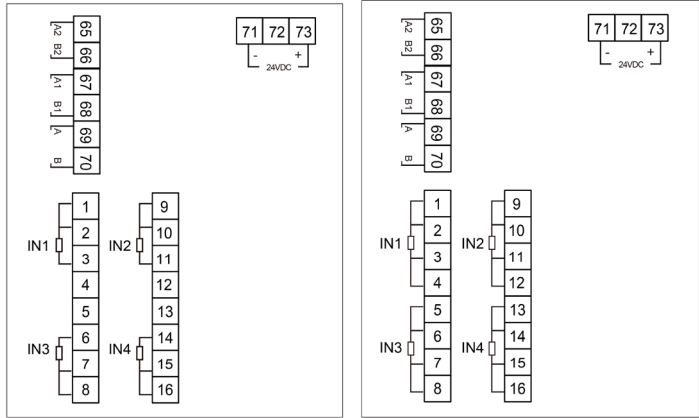 A2 65
B2 66
A1 67
B1 68
A 69
B 70
71 72 73
- +
24VDC
1
2
IN1
3
4
5
6
IN3
7
8
9
10
IN2
11
12
13
14
IN4
15
16
A2 65
B2 66
A1 67
B1 68
A 69
B 70
71 72 73
- +
24VDC
1
2
IN1
3
4
5
6
IN3
7
8
9
10
IN2
11
12
13
14
IN4
15
16